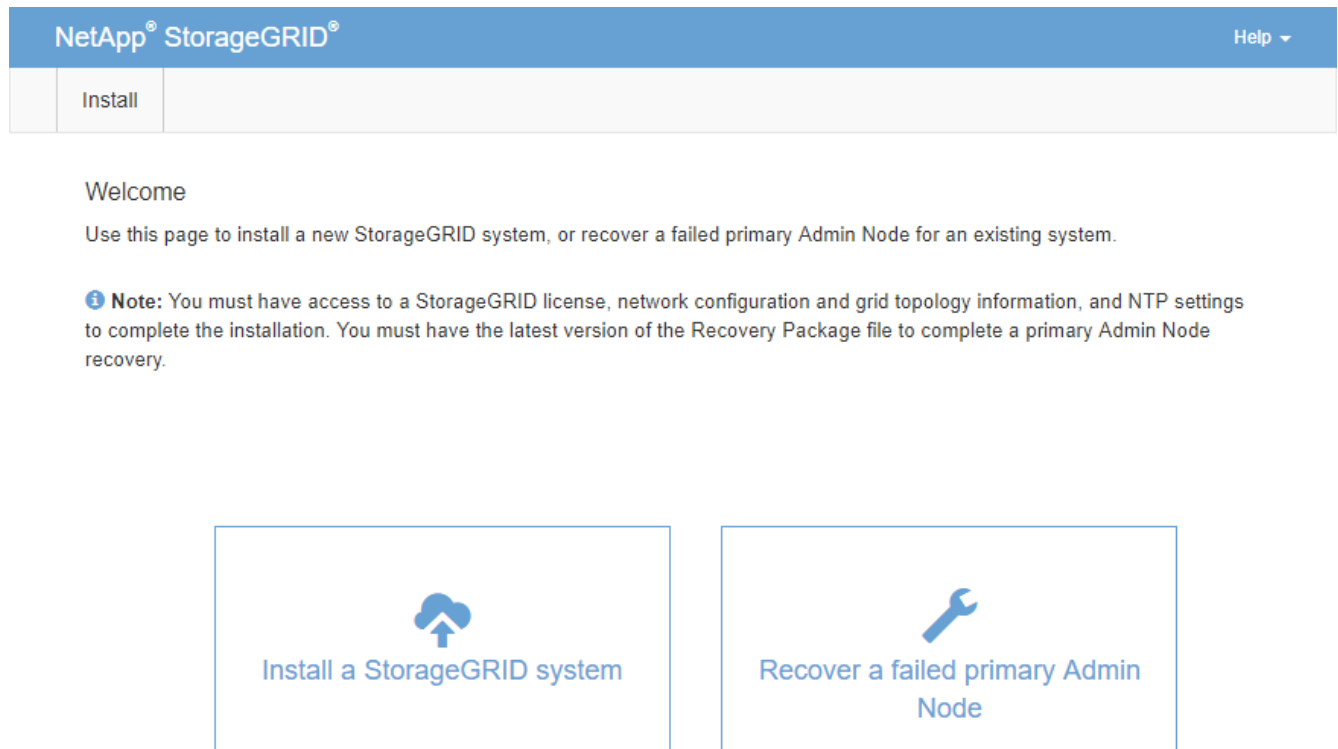 NetApp® StorageGRID®
Help
Install
Welcome
Use this page to install a new StorageGRID system, or recover a failed primary Admin Node for an existing system.
Note: You must have access to a StorageGRID license, network configuration and grid topology information, and NTP settings
to complete the installation. You must have the latest version of the Recovery Package file to complete a primary Admin Node
recovery.
Install a StorageGRID system
Recover a failed primary Admin
Node